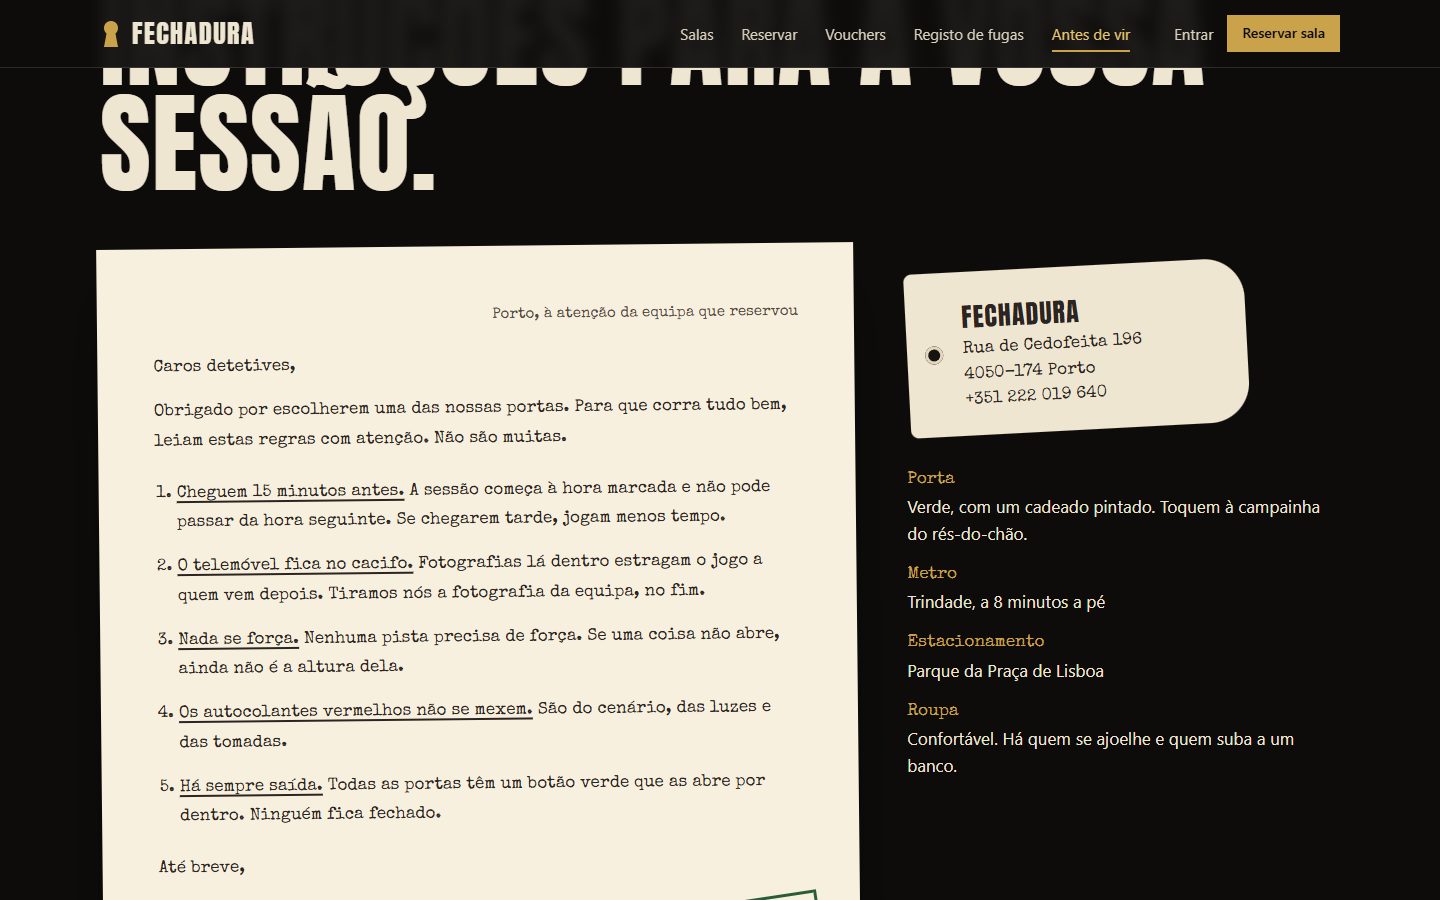 FECHADURA
Salas
Reservar
Vouchers
Registo de fugas
Antes de vir
Entrar
Reservar sala
INSTRUÇÕES PARA A VOSSA
SESSÃO.
Porto, à atenção da equipa que reservou
Caros detetives,
Obrigado por escolherem uma das nossas portas. Para que corra tudo bem,
leiam estas regras com atenção. Não são muitas.
1. Cheguem 15 minutos antes. A sessão começa à hora marcada e não pode
passar da hora seguinte. Se chegarem tarde, jogam menos tempo.
2. O telemóvel fica no cacifo. Fotografias lá dentro estragam o jogo a
quem vem depois. Tiramos nós a fotografia da equipa, no fim.
3. Nada se força. Nenhuma pista precisa de força. Se uma coisa não abre,
ainda não é a altura dela.
4. Os autocolantes vermelhos não se mexem. São do cenário, das luzes e
das tomadas.
5. Há sempre saída. Todas as portas têm um botão verde que as abre por
dentro. Ninguém fica fechado.
Até breve,
FECHADURA
Rua de Cedofeita 196
4050-174 Porto
+351 222 019 640
Porta
Verde, com um cadeado pintado. Toquem à campainha
do rés-do-chão.
Metro
Trindade, a 8 minutos a pé
Estacionamento
Parque da Praça de Lisboa
Roupa
Confortável. Há quem se ajoelhe e quem suba a um
banco.